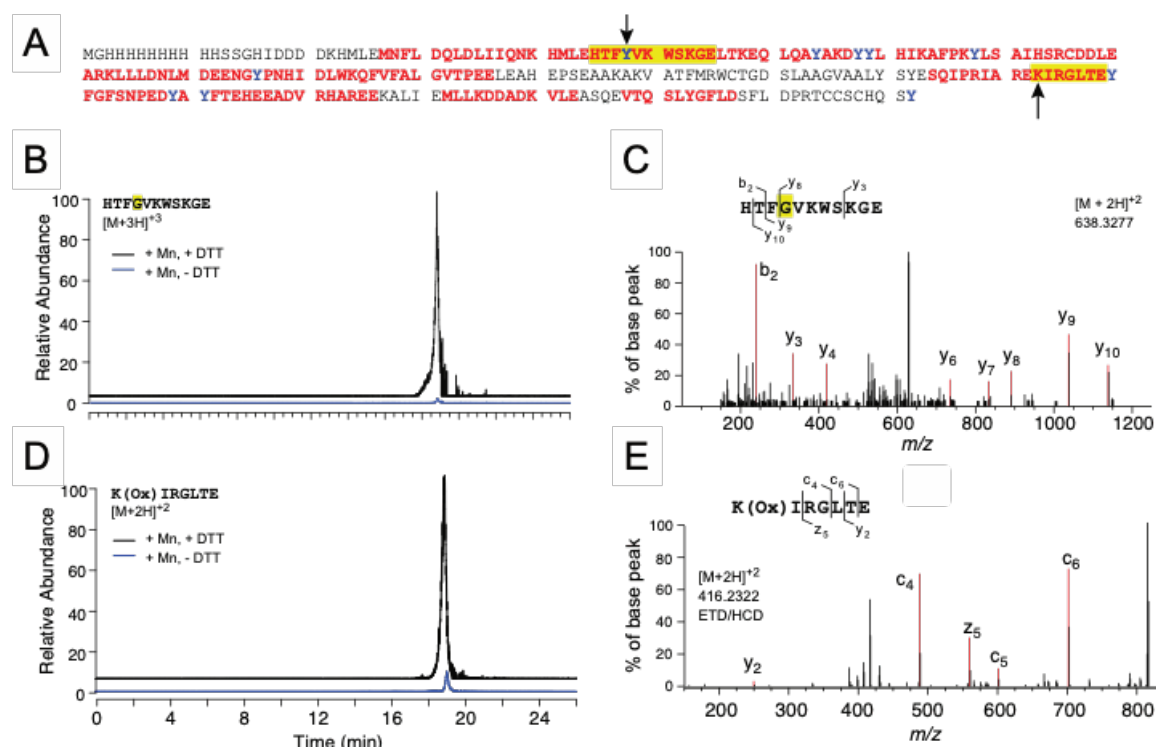 A
MGHHHHHHHH HHSSGHIDDD DKHMLEMNFL DQLDLIIQNK HMLEHTFYVK WSKGELTKEQ LQAYAKDYYL HIKAFPKYLS AIHSRCDDLE
ARKLLLDNLM DEENGYPNHI DLWKQFVFAL GVTPEELEAH EPSEAAKAKV ATFMRWCTGD SLAAGVAALY SYESQIPRIA REKIRGLTEY
FGFSNPEDYA YFTEHEEADV RHAREEKALI EMLLKDDADK VLEASQEVTQ SLYGFLDSFL DPRTCCSCHQ SY
B
HTFGVKWSKGE
[M+3H]+3
+ Mn, + DTT
+ Mn, - DTT
Relative Abundance
100
80
60
40
20
0
C
b2
y8
y3
HTFGVKWSKGE
y9
y10
[M + 2H]+2
638.3277
% of base peak
100
80
60
40
20
0
b2
y3
y4
y6
y7
y8
y9
y10
200 400 600 800 1000 1200
m/z
D
K(Ox)IRGLTE
[M+2H]+2
+ Mn, + DTT
+ Mn, - DTT
Relative Abundance
100
80
60
40
20
0
0 4 8 12 16 20 24
Time (min)
E
c4 c6
K(Ox)IRGLTE
z5 y2
[M+2H]+2
416.2322
ETD/HCD
% of base peak
100
80
60
40
20
0
y2
c4
z5
c5
c6
200 300 400 500 600 700 800
m/z